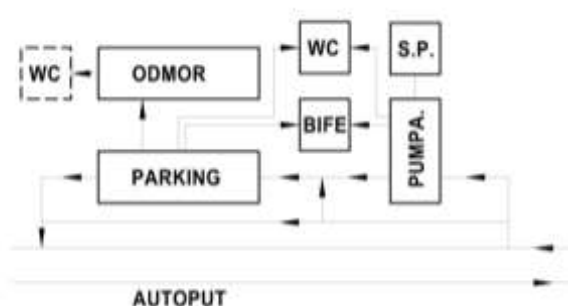 WC
ODMOR
WC
S.P.
BIFE
PARKING
PUMPA.
AUTOPUT